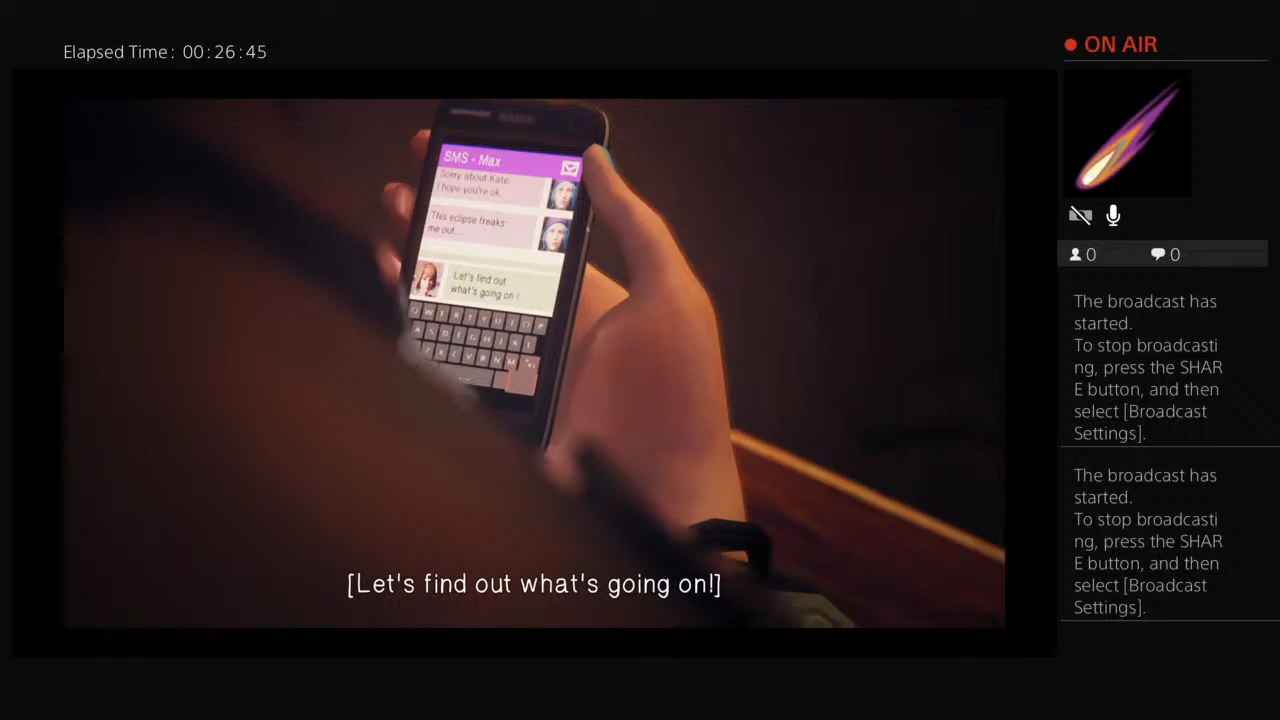 Elapsed Time: 00:26:45
ON AIR
SMS - Max
Sorry about Kate.
I hope you're ok.
This eclipse freaks
me out....
Let's find out
what's going on !
Q W E R T Y U I O P
[Let's find out what's going on!]
0
0
The broadcast has
started.
To stop broadcasti
ng, press the SHAR
E button, and then
select [Broadcast
Settings].
The broadcast has
started.
To stop broadcasti
ng, press the SHAR
E button, and then
select [Broadcast
Settings].